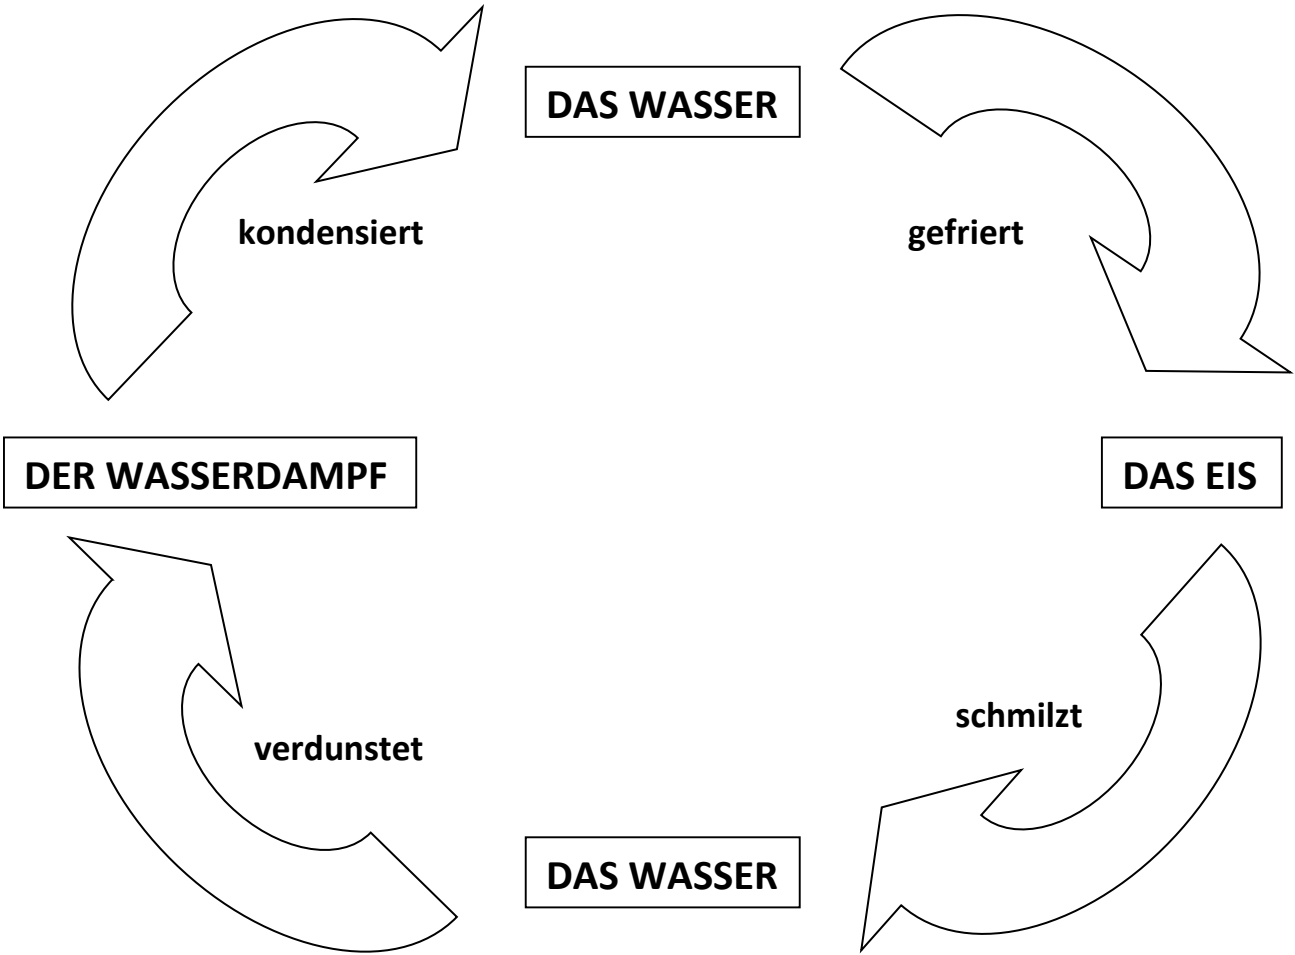 DAS WASSER
kondensiert
gefriert
DER WASSERDAMPF
DAS EIS
schmilzt
verdunstet
DAS WASSER